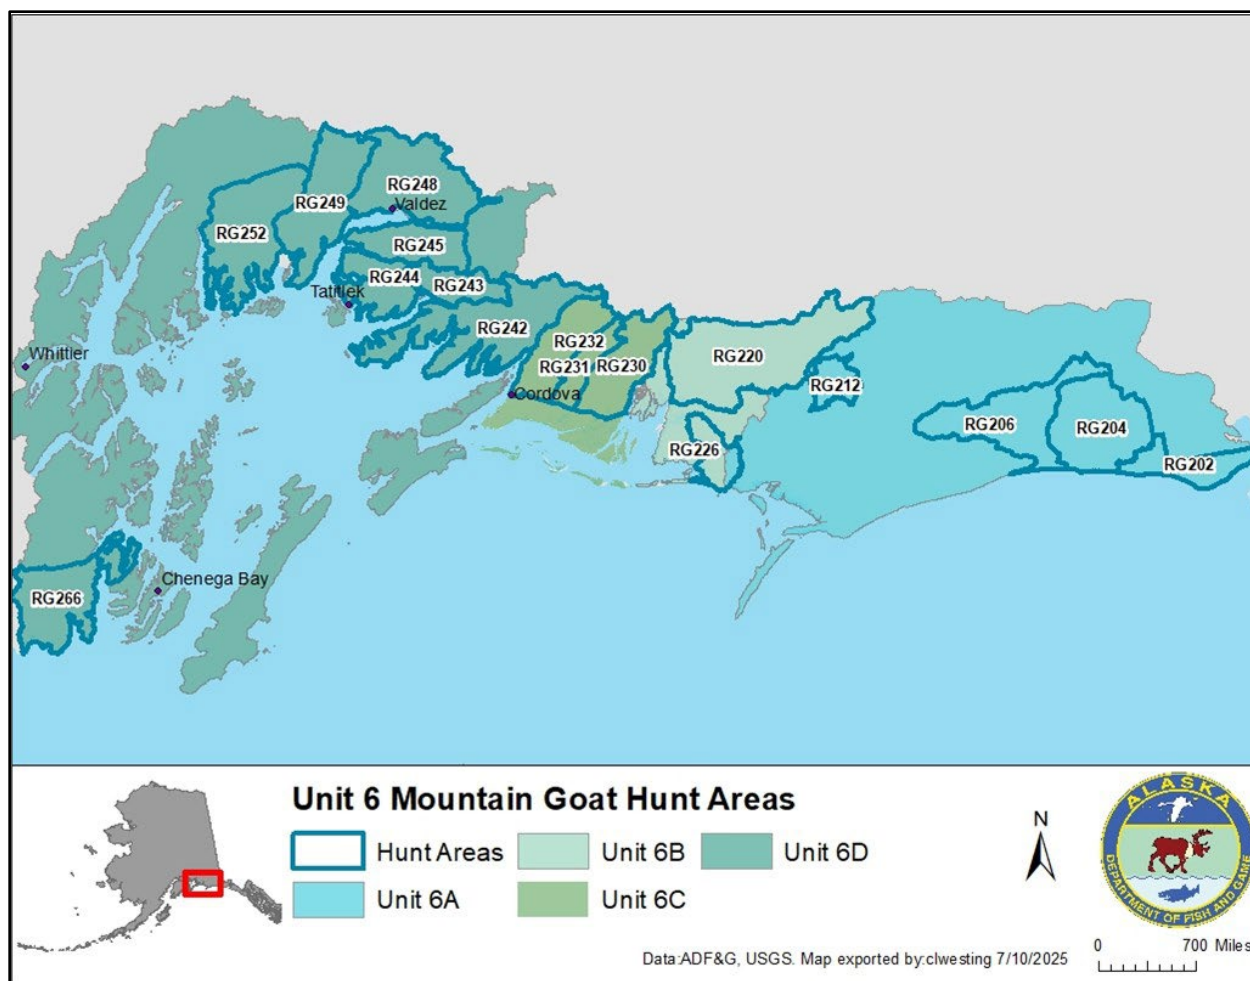 RG248
RG249
Valdez
RG252
RG245
RG244
RG243
Tatitlek
RG242
RG232
RG220
Whittier
RG231
RG230
RG212
Cordova
RG206
RG204
RG226
RG202
Chenega Bay
RG266
Unit 6 Mountain Goat Hunt Areas
Hunt Areas
Unit 6B
Unit 6D
Unit 6A
Unit 6C
N
ALASKA
DEPARTMENT OF FISH AND GAME
0 700 Miles
Data:ADF&G, USGS. Map exported by:clwesting 7/10/2025